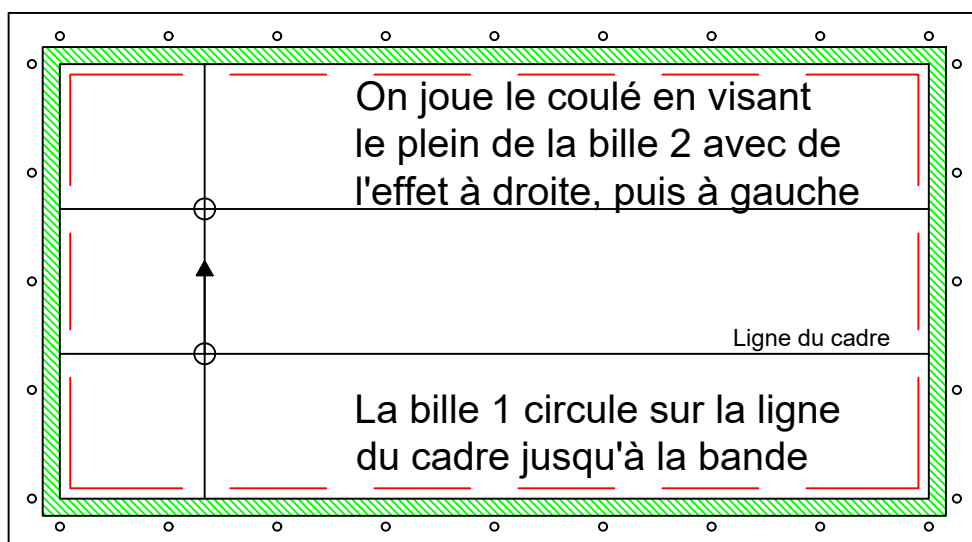 On joue le coulé en visant
le plein de la bille 2 avec de
l'effet à droite, puis à gauche
Ligne du cadre
La bille 1 circule sur la ligne
du cadre jusqu'à la bande